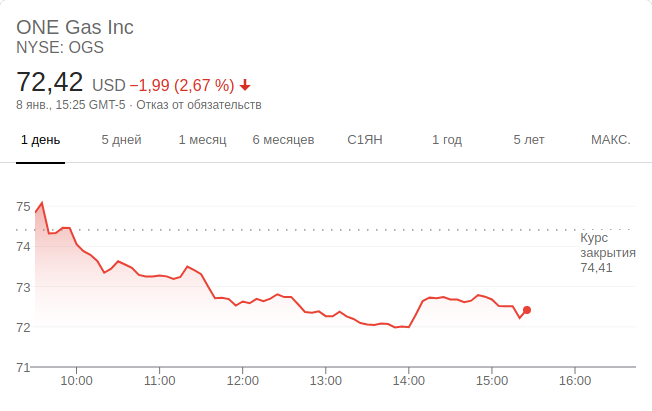 ONE Gas Inc
NYSE: OGS
72,42 USD −1,99 (2,67 %)
8 янв., 15:25 GMT-5 · Отказ от обязательств
1 день 5 дней 1 месяц 6 месяцев С1ЯН 1 год 5 лет МАКС.
75
74
73
72
71
Курс
закрытия
74,41
10:00 11:00 12:00 13:00 14:00 15:00 16:00